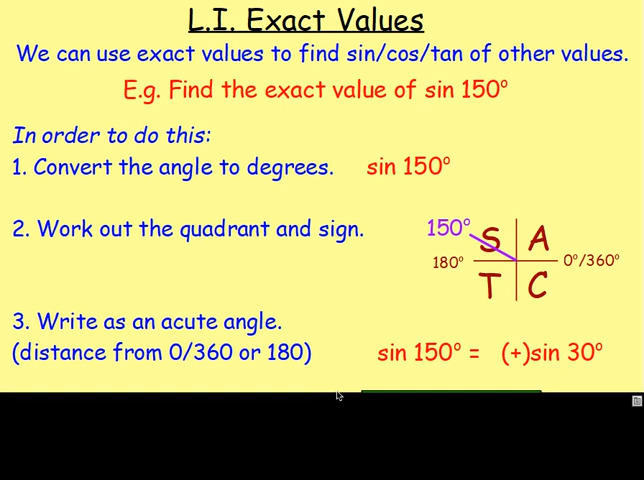 L.I. Exact Values
We can use exact values to find sin/cos/tan of other values.
E.g. Find the exact value of sin 150°
In order to do this:
1. Convert the angle to degrees. sin 150°
2. Work out the quadrant and sign.
150° S A
180° 0°/360°
T C
3. Write as an acute angle.
(distance from 0/360 or 180) sin 150° = (+)sin 30°